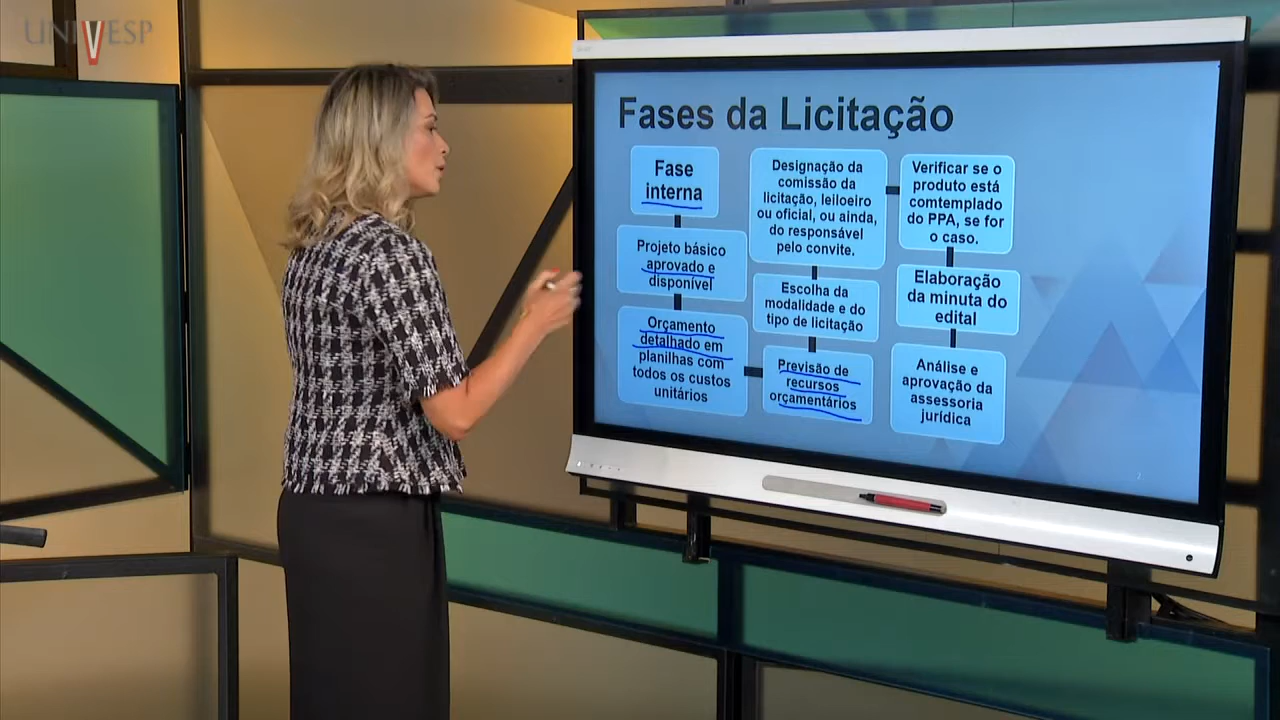 UNIVESP
Fases da Licitação
Fase
interna
Projeto básico
aprovado e
disponível
Orçamento
detalhado em
planilhas com
todos os custos
unitários
Previsão de
recursos
orçamentários
Escolha da
modalidade e do
tipo de licitação
Designação da
comissão da
licitação, leiloeiro
ou oficial, ou ainda,
do responsável
pelo convite.
Verificar se o
produto está
comtemplado
do PPA, se for
o caso.
Elaboração
da minuta do
edital
Análise e
aprovação da
assessoria
jurídica